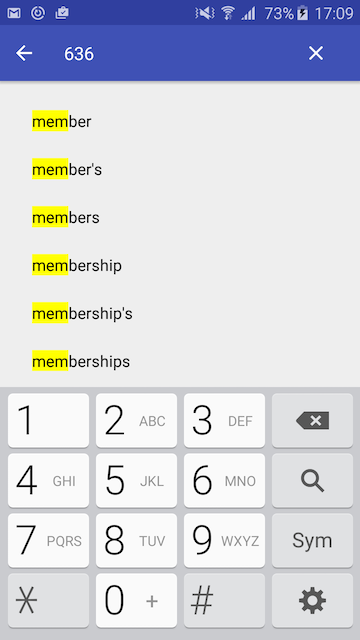 73% 17:09
636
member
member's
members
membership
membership's
memberships
1 2 ABC 3 DEF
4 GHI 5 JKL 6 MNO
7 PQRS 8 TUV 9 WXYZ Sym
* 0 + #